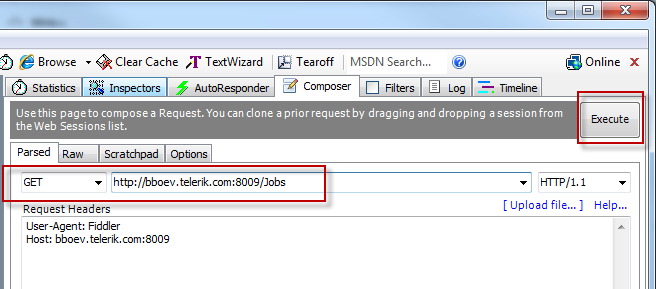 Browse Clear Cache TextWizard Tearoff MSDN Search... Online
Statistics Inspectors AutoResponder Composer Filters Log Timeline
Use this page to compose a Request. You can clone a prior request by dragging and dropping a session from
the Web Sessions list.
Execute
Parsed Raw Scratchpad Options
GET http://bboev.telerik.com:8009/Jobs HTTP/1.1
Request Headers [ Upload file... ] Help...
User-Agent: Fiddler
Host: bboev.telerik.com:8009